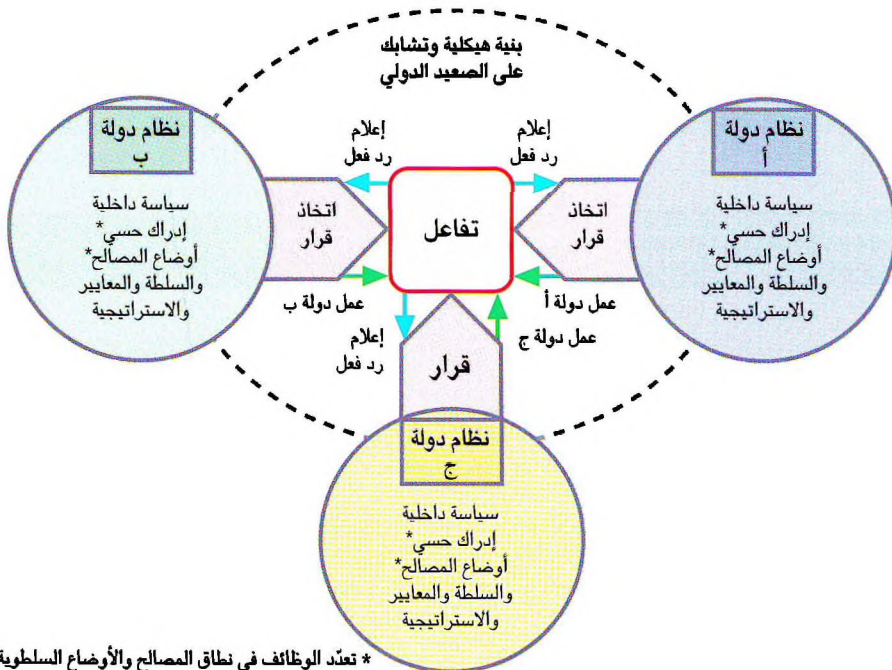 بنية هيكلية وتشابك
على الصعيد الدولي
نظام دولة
أ
سياسة داخلية
إدراك حسي*
أوضاع المصالح*
والسلطة والمعايير
والاستراتيجية
إعلام
رد فعل
اتخاذ
قرار
عمل دولة أ
تفاعل
نظام دولة
ب
سياسة داخلية
إدراك حسي*
أوضاع المصالح*
والسلطة والمعايير
والاستراتيجية
إعلام
رد فعل
اتخاذ
قرار
عمل دولة ب
عمل دولة ج
إعلام
رد فعل
قرار
نظام دولة
ج
سياسة داخلية
إدراك حسي*
أوضاع المصالح*
والسلطة والمعايير
والاستراتيجية
* تعدّد الوظائف في نطاق المصالح والأوضاع السلطوية